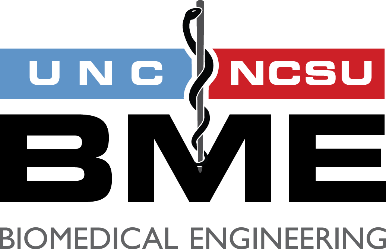 UNC NCSU
BME
BIOMEDICAL ENGINEERING